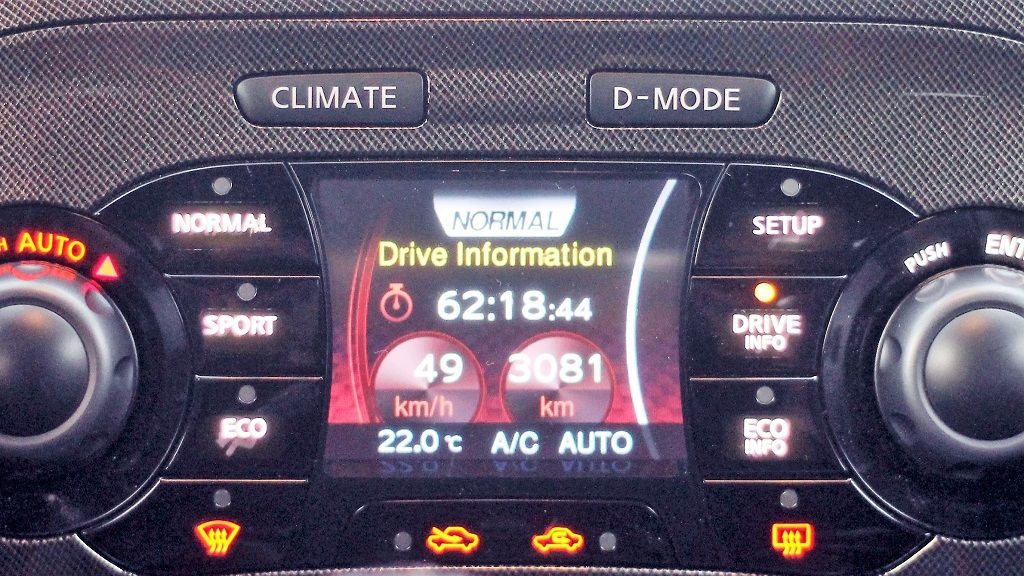 CLIMATE
D-MODE
NORMAL
SPORT
ECO
AUTO
NORMAL
Drive Information
62:18:44
49
km/h
3081
km
22.0 °C A/C AUTO
SETUP
DRIVE
INFO
ECO
INFO
PUSH